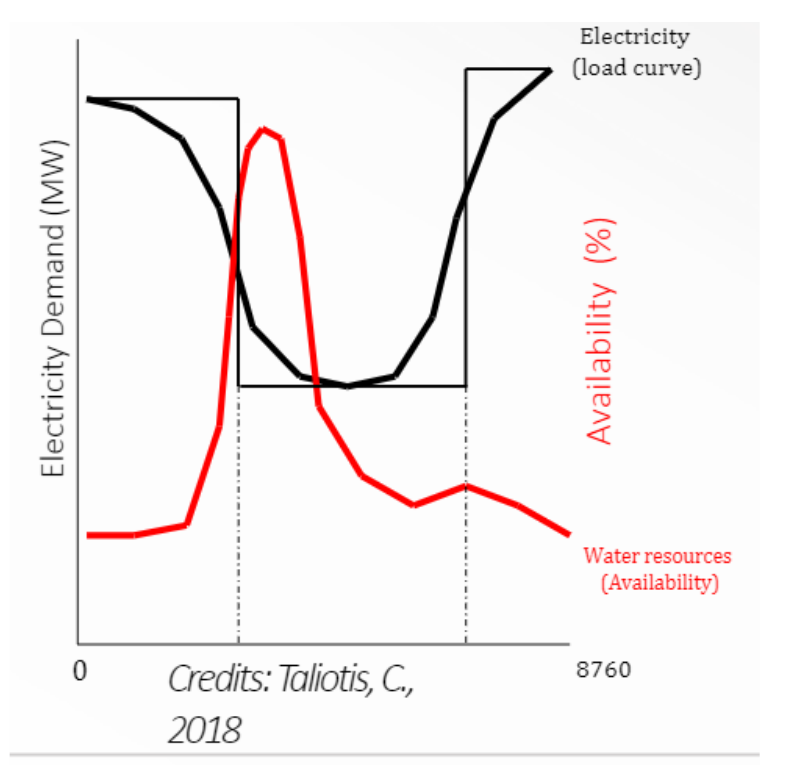 Electricity
(load curve)
Electricity Demand (MW)
Availability (%)
Water resources
(Availability)
0
8760
Credits: Taliotis, C.,
2018